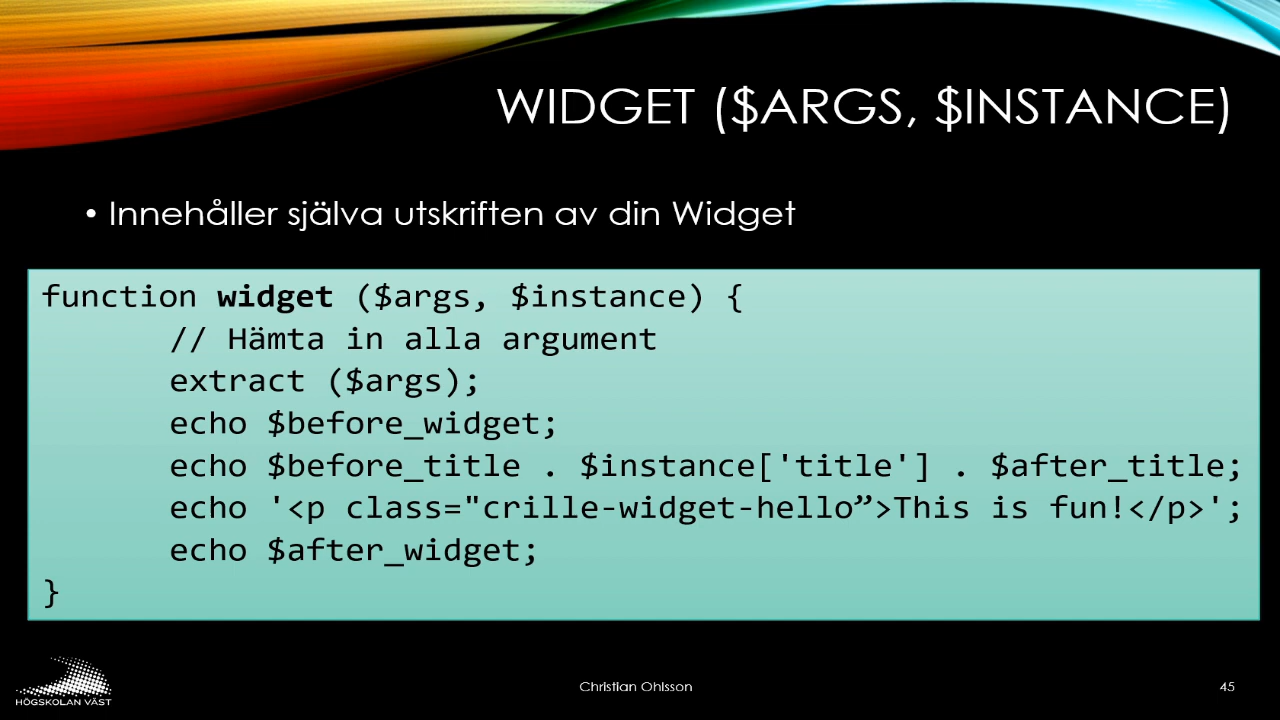 WIDGET ($ARGS, $INSTANCE)
• Innehåller själva utskriften av din Widget
function widget ($args, $instance) {
// Hämta in alla argument
extract ($args);
echo $before_widget;
echo $before_title . $instance['title'] . $after_title;
echo '<p class="crille-widget-hello”>This is fun!</p>';
echo $after_widget;
}
HÖGSKOLAN VÄST
Christian Ohlsson
45